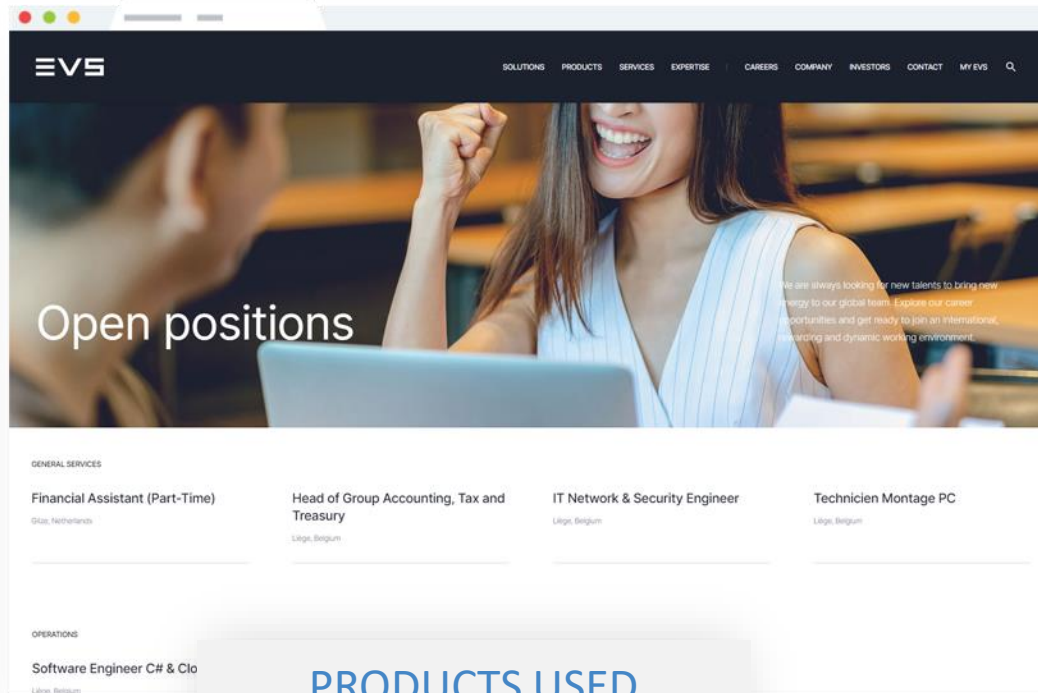 EVS
SOLUTIONS PRODUCTS SERVICES EXPERTISE | CAREERS COMPANY INVESTORS CONTACT MY EVS
Open positions
We are always looking for new talents to bring new
energy to our global team. Explore our career
opportunities and get ready to join an international,
rewarding and dynamic working environment.
GENERAL SERVICES
Financial Assistant (Part-Time)
Gilze, Netherlands
Head of Group Accounting, Tax and
Treasury
Liège, Belgium
IT Network & Security Engineer
Liège, Belgium
Technicien Montage PC
Liège, Belgium
OPERATIONS
Software Engineer C# & Clo
Liège, Belgium
PRODUCTS USED